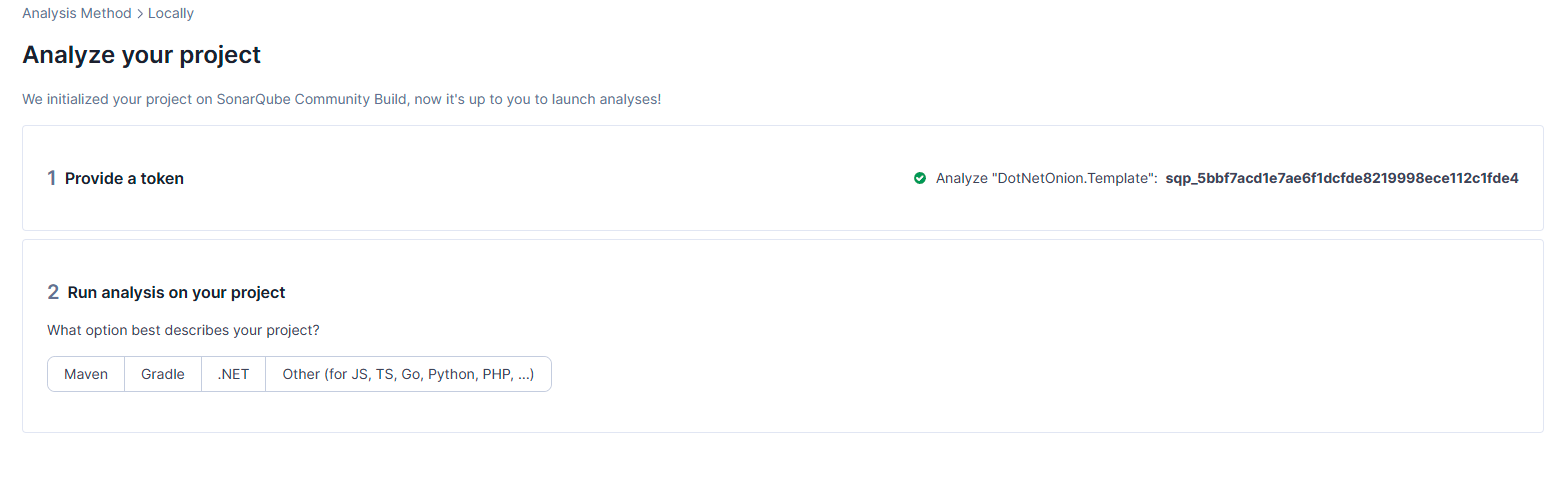 Analysis Method > Locally
Analyze your project
We initialized your project on SonarQube Community Build, now it's up to you to launch analyses!
1 Provide a token
Analyze "DotNetOnion.Template": sqp_5bbf7acd1e7ae6f1dcfde8219998ece112c1fde4
2 Run analysis on your project
What option best describes your project?
Maven Gradle .NET Other (for JS, TS, Go, Python, PHP, ...)